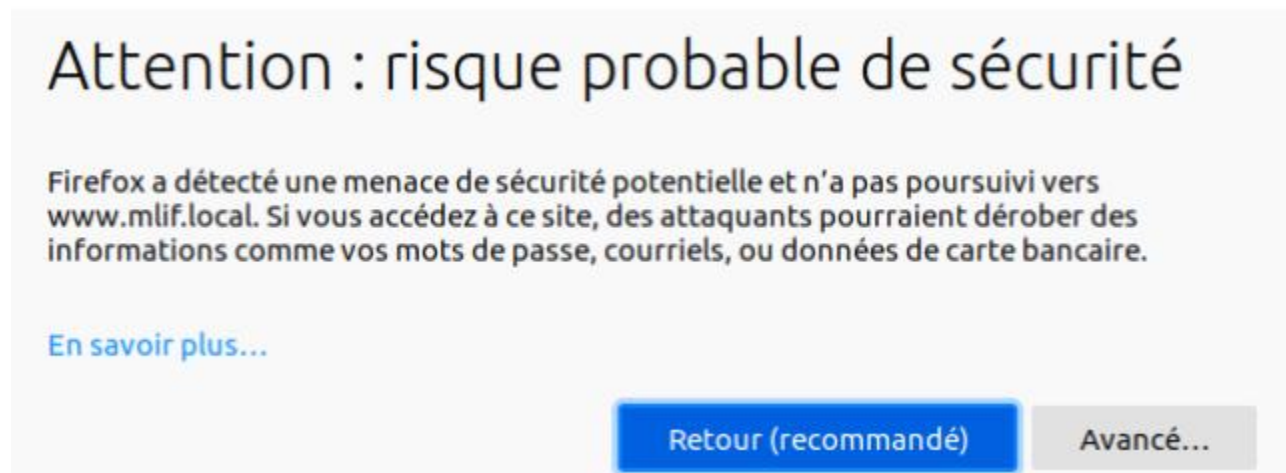 Attention : risque probable de sécurité
Firefox a détecté une menace de sécurité potentielle et n’a pas poursuivi vers
www.mlif.local. Si vous accédez à ce site, des attaquants pourraient dérober des
informations comme vos mots de passe, courriels, ou données de carte bancaire.
En savoir plus…
Retour (recommandé) Avancé…